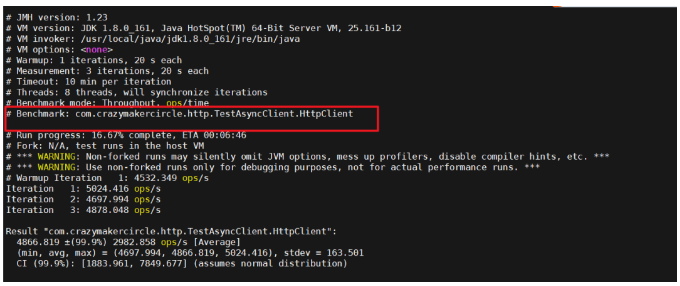 # JMH version: 1.23
# VM version: JDK 1.8.0_161, Java HotSpot(TM) 64-Bit Server VM, 25.161-b12
# VM invoker: /usr/local/java/jdk1.8.0_161/jre/bin/java
# VM options: <none>
# Warmup: 1 iterations, 20 s each
# Measurement: 3 iterations, 20 s each
# Timeout: 10 min per iteration
# Threads: 8 threads, will synchronize iterations
# Benchmark mode: Throughput, ops/time
# Benchmark: com.crazymakercircle.http.TestAsyncClient.HttpClient
# Run progress: 16.67% complete, ETA 00:06:46
# Fork: N/A, test runs in the host VM
# *** WARNING: Non-forked runs may silently omit JVM options, mess up profilers, disable compiler hints, etc. ***
# *** WARNING: Use non-forked runs only for debugging purposes, not for actual performance runs. ***
# Warmup Iteration   1: 4532.349 ops/s
Iteration   1: 5024.416 ops/s
Iteration   2: 4697.994 ops/s
Iteration   3: 4878.048 ops/s
Result "com.crazymakercircle.http.TestAsyncClient.HttpClient":
  4866.819 ±(99.9%) 2982.858 ops/s [Average]
  (min, avg, max) = (4697.994, 4866.819, 5024.416), stdev = 163.501
  CI (99.9%): [1883.961, 7849.677] (assumes normal distribution)